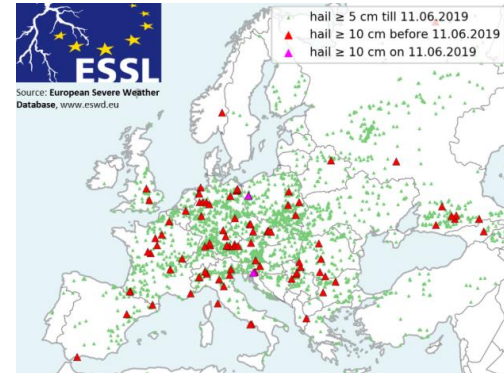 ESSL
Source: European Severe Weather
Database, www.eswd.eu
hail ≥ 5 cm till 11.06.2019
hail ≥ 10 cm before 11.06.2019
hail ≥ 10 cm on 11.06.2019